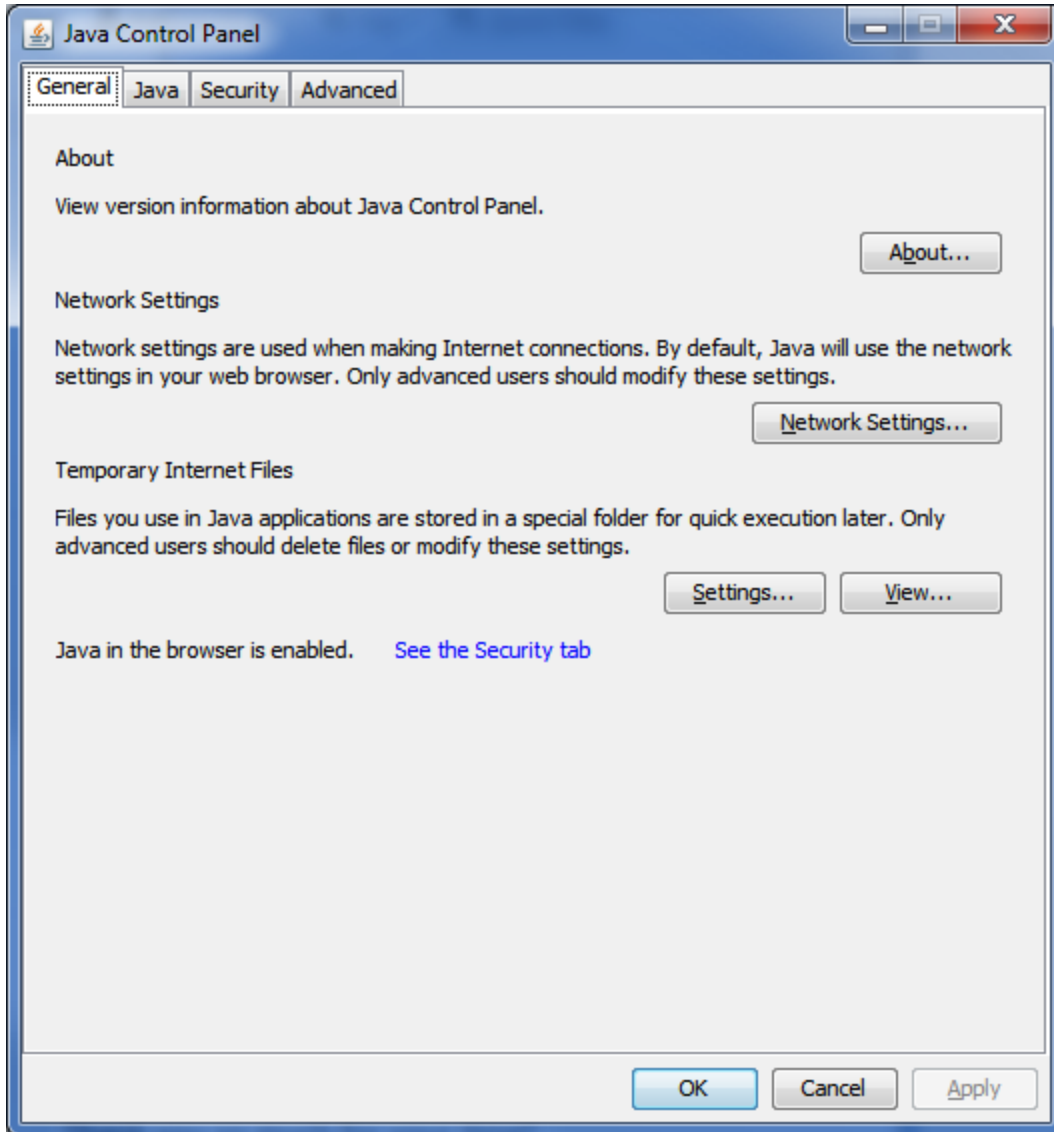 Java Control Panel
General Java Security Advanced
About
View version information about Java Control Panel.
About...
Network Settings
Network settings are used when making Internet connections. By default, Java will use the network
settings in your web browser. Only advanced users should modify these settings.
Network Settings...
Temporary Internet Files
Files you use in Java applications are stored in a special folder for quick execution later. Only
advanced users should delete files or modify these settings.
Settings... View...
Java in the browser is enabled. See the Security tab
OK Cancel Apply